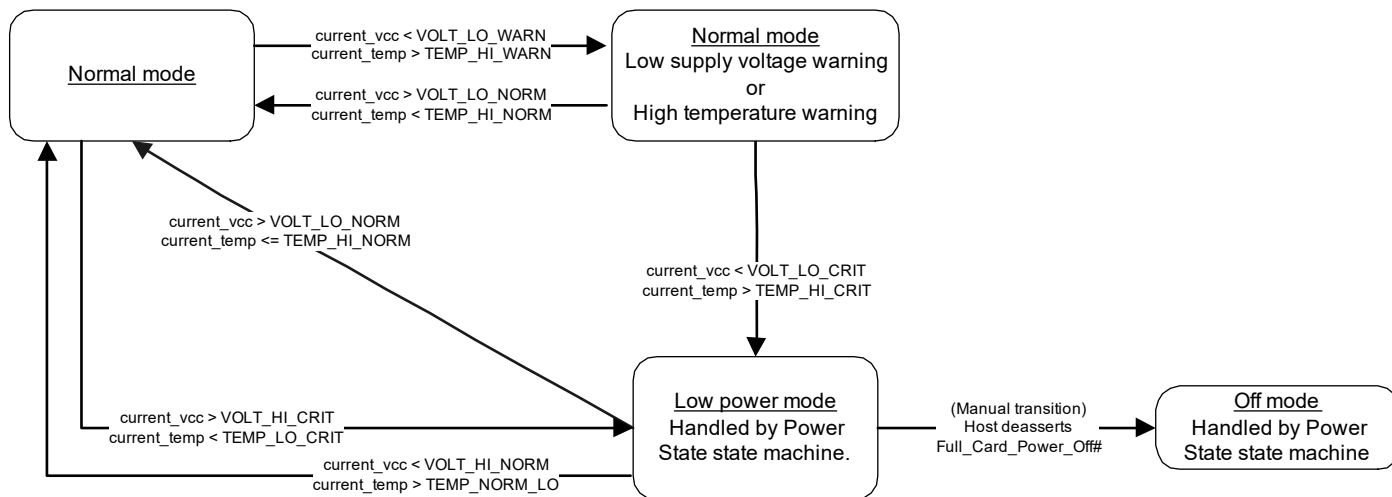 Normal mode
current_vcc < VOLT_LO_WARN
current_temp > TEMP_HI_WARN
current_vcc > VOLT_LO_NORM
current_temp < TEMP_HI_NORM
Normal mode
Low supply voltage warning
or
High temperature warning
current_vcc > VOLT_LO_NORM
current_temp <= TEMP_HI_NORM
current_vcc < VOLT_LO_CRIT
current_temp > TEMP_HI_CRIT
current_vcc > VOLT_HI_CRIT
current_temp < TEMP_LO_CRIT
current_vcc < VOLT_HI_NORM
current_temp > TEMP_NORM_LO
Low power mode
Handled by Power
State state machine.
(Manual transition)
Host deasserts
Full_Card_Power_Off#
Off mode
Handled by Power
State state machine